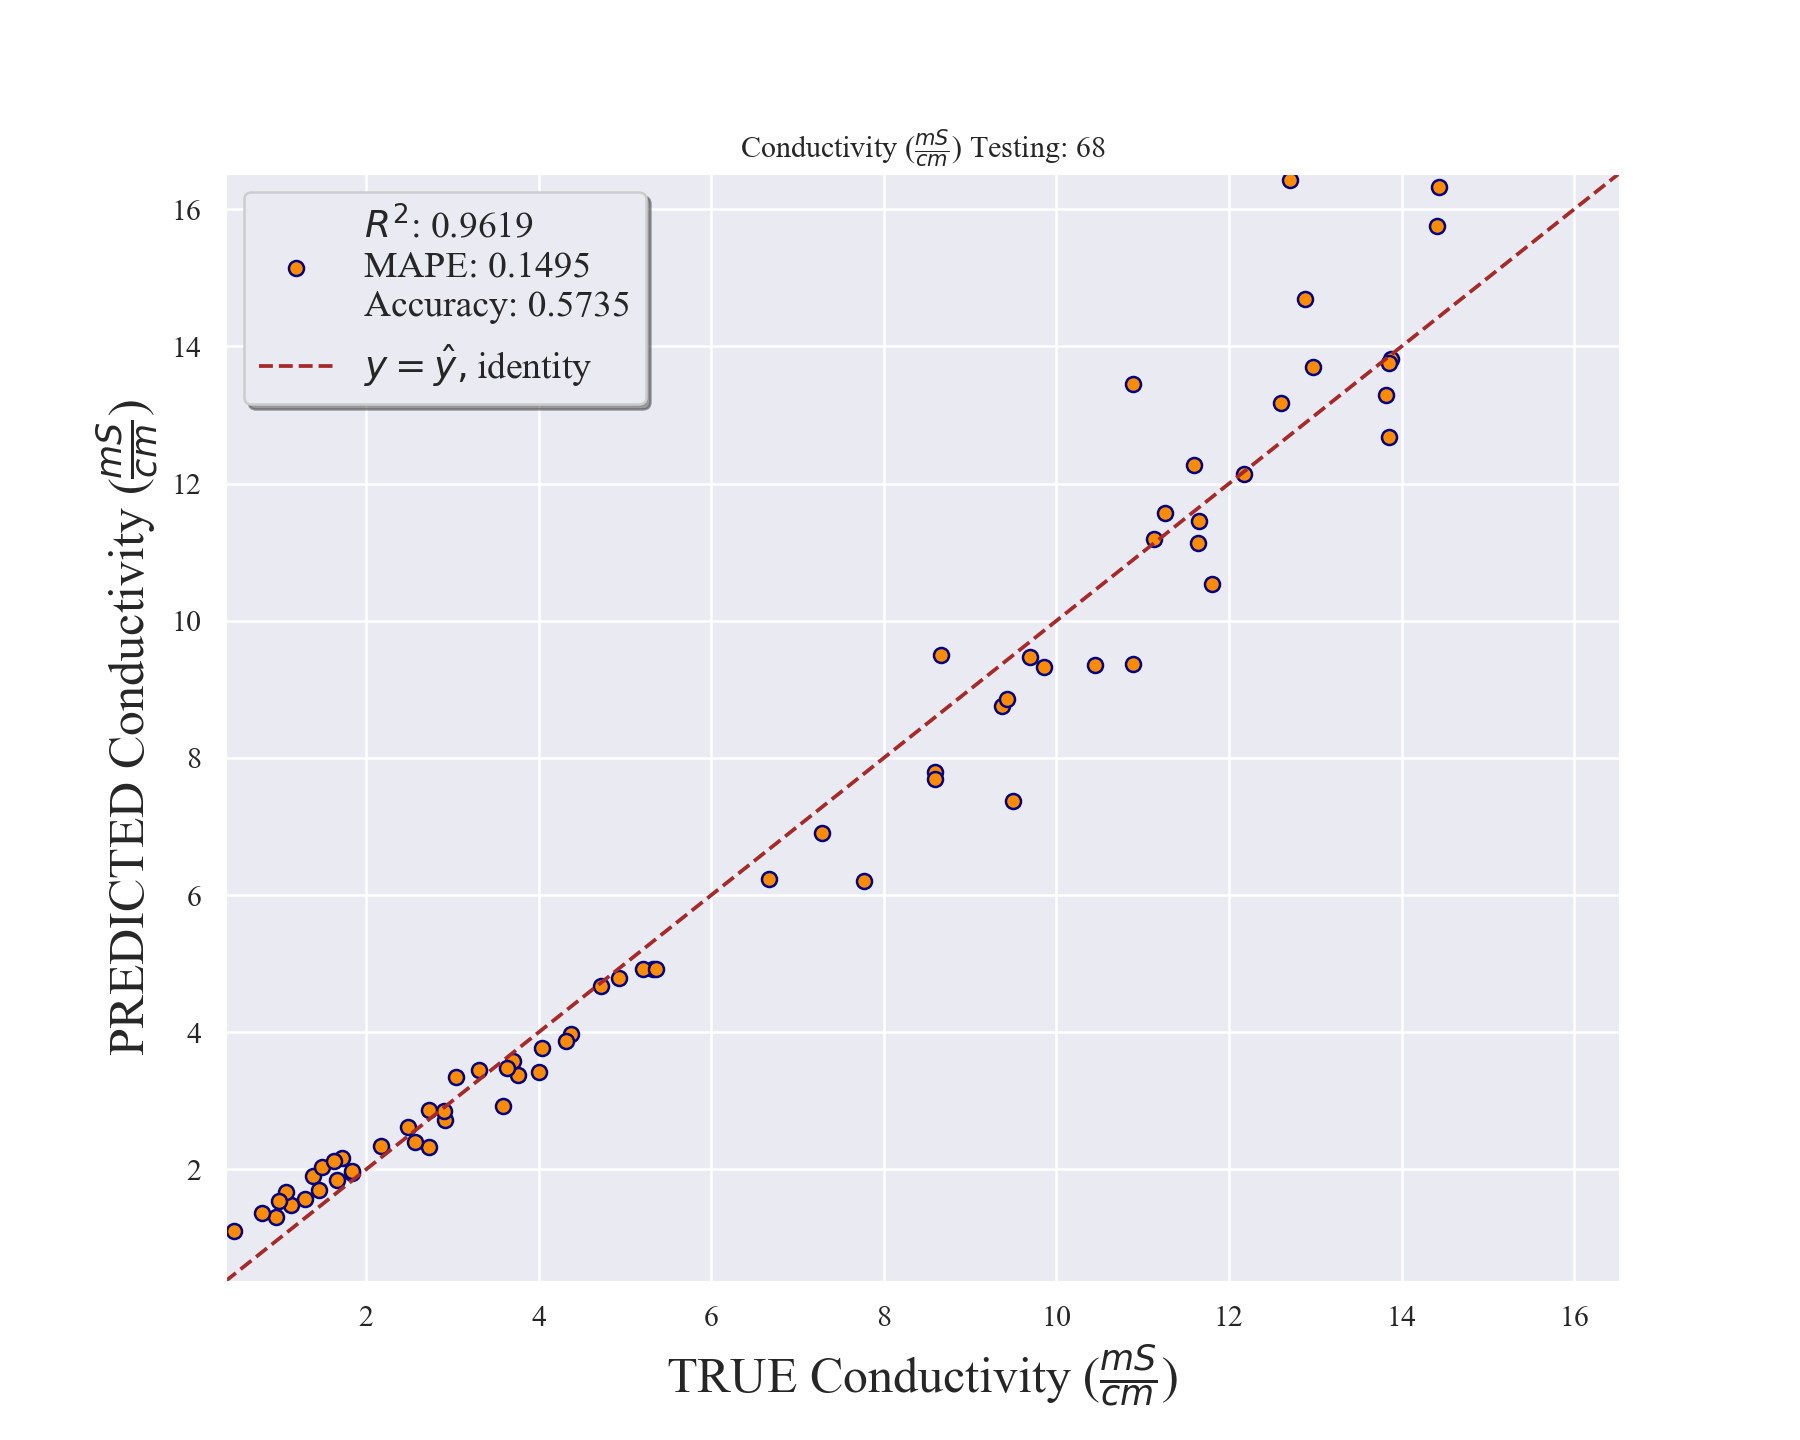 Conductivity (mS/cm) Testing: 68
R²: 0.9619
MAPE: 0.1495
Accuracy: 0.5735
y = ŷ, identity
PREDICTED Conductivity (mS/cm)
16
14
12
10
8
6
4
2
2 4 6 8 10 12 14 16
TRUE Conductivity (mS/cm)